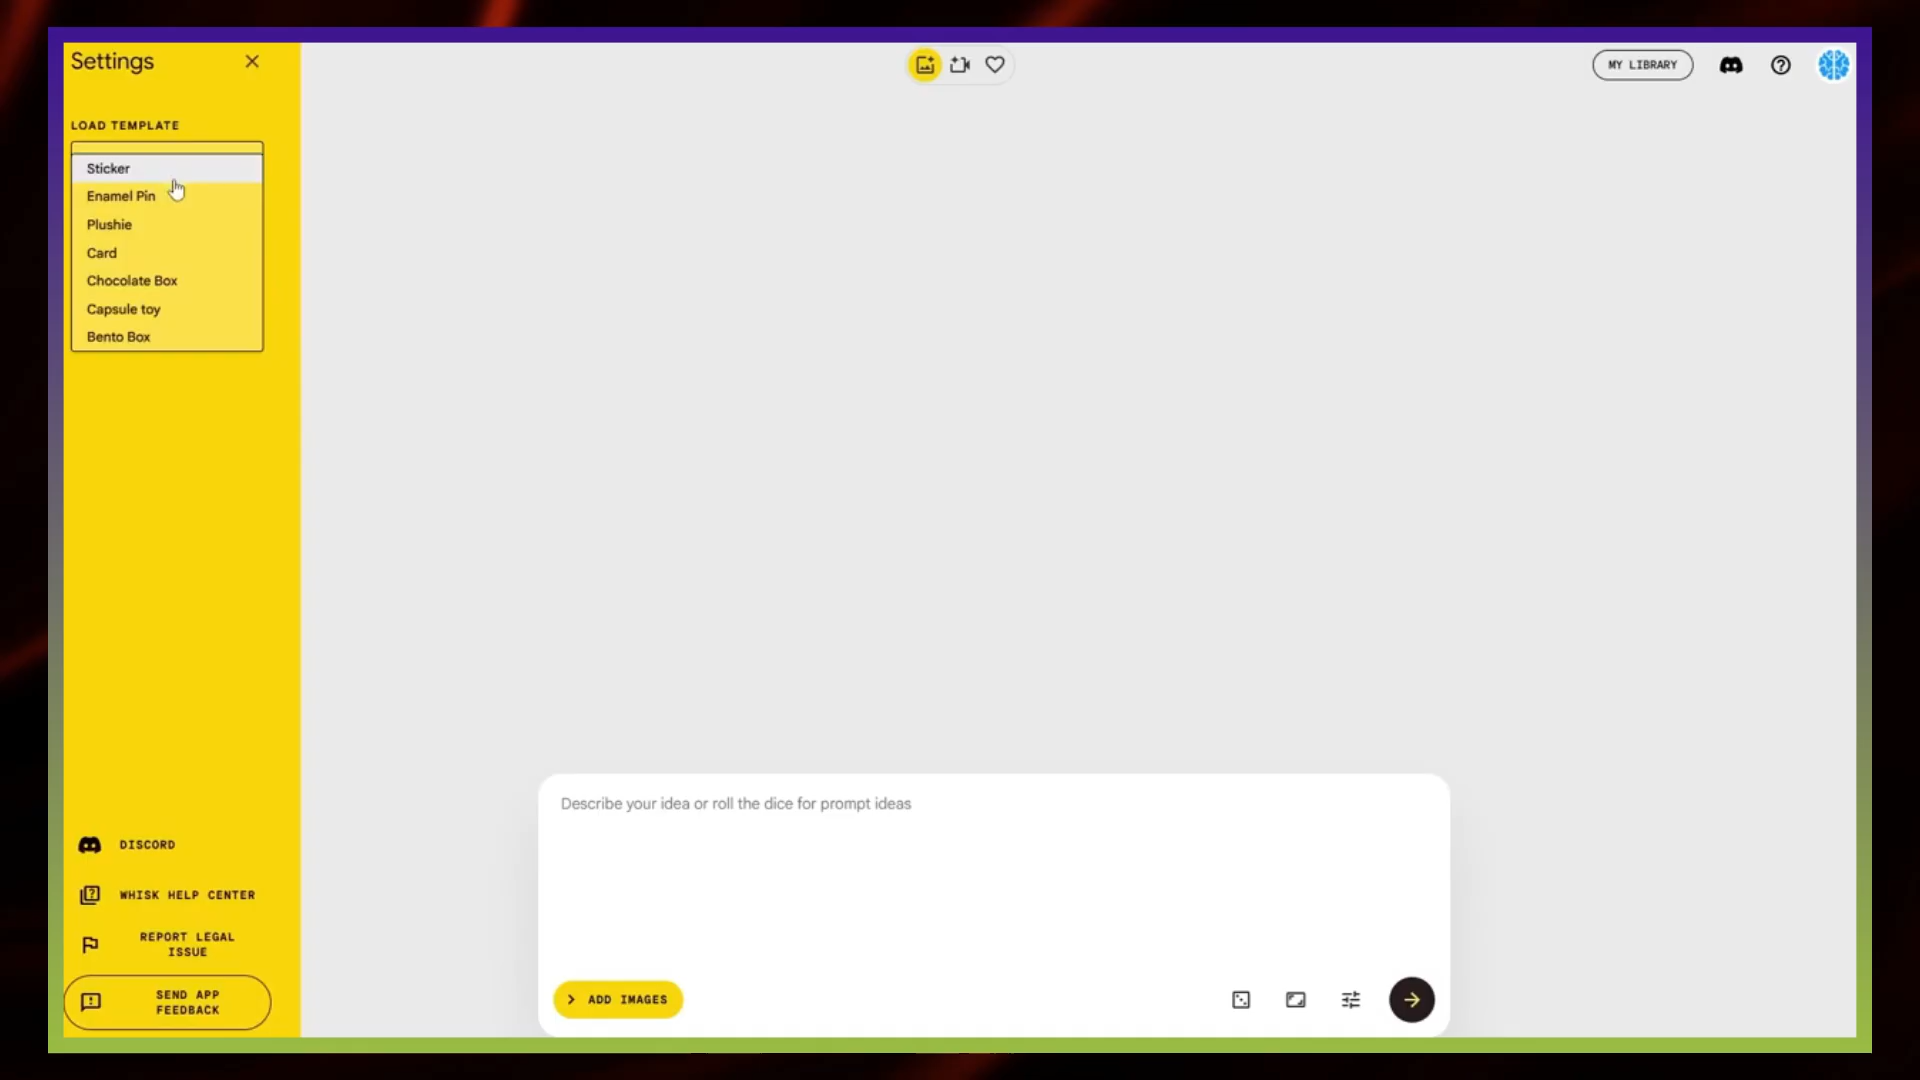 Settings
MY LIBRARY
LOAD TEMPLATE
Sticker
Enamel Pin
Plushie
Card
Chocolate Box
Capsule toy
Bento Box
Describe your idea or roll the dice for prompt ideas
DISCORD
WHISK HELP CENTER
REPORT LEGAL
ISSUE
SEND APP
FEEDBACK
ADD IMAGES